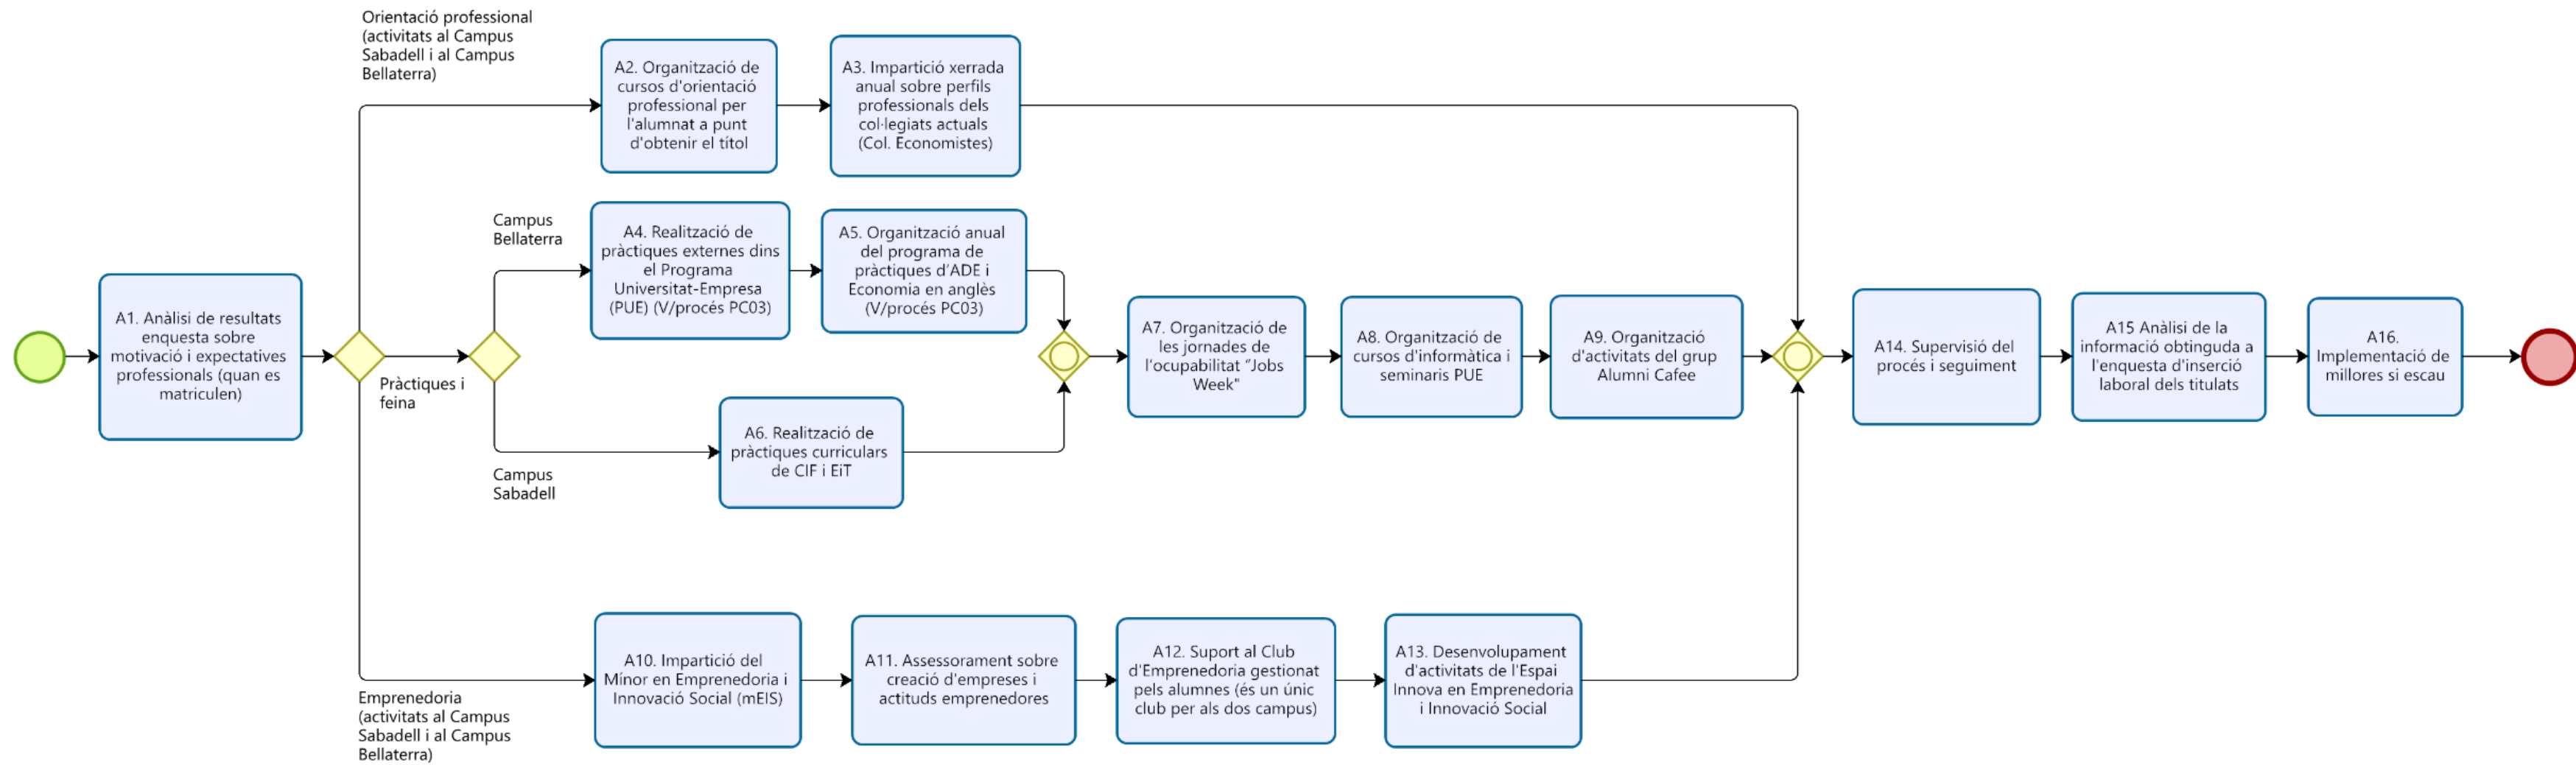 Orientació professional
(activitats al Campus
Sabadell i al Campus
Bellaterra)
A2. Organització de
cursos d'orientació
professional per
l'alumnat a punt
d'obtenir el títol
A3. Impartició xerrada
anual sobre perfils
professionals dels
col·legiats actuals
(Col. Economistes)
Campus
Bellaterra
A4. Realització de
pràctiques externes dins
el Programa
Universitat-Empresa
(PUE) (V/procés PC03)
A5. Organització anual
del programa de
pràctiques d'ADE i
Economia en anglès
(V/procés PC03)
A1. Anàlisi de resultats
enquesta sobre
motivació i expectatives
professionals (quan es
matriculen)
Pràctiques i
feina
A6. Realització de
pràctiques curriculars
de CIF i EiT
Campus
Sabadell
A7. Organització de
les jornades de
l'ocupabilitat "Jobs
Week"
A8. Organització de
cursos d'informàtica i
seminaris PUE
A9. Organització
d'activitats del grup
Alumni Cafee
A14. Supervisió del
procés i seguiment
A15 Anàlisi de la
informació obtinguda a
l'enquesta d'inserció
laboral dels titulats
A16.
Implementació de
millores si escau
Emprenedoria
(activitats al Campus
Sabadell i al Campus
Bellaterra)
A10. Impartició del
Mínor en Emprenedoria i
Innovació Social (mEIS)
A11. Assessorament sobre
creació d'empreses i
actituds emprenedores
A12. Suport al Club
d'Emprenedoria gestionat
pels alumnes (és un únic
club per als dos campus)
A13. Desenvolupament
d'activitats de l'Espai
Innova en Emprenedoria
i Innovació Social